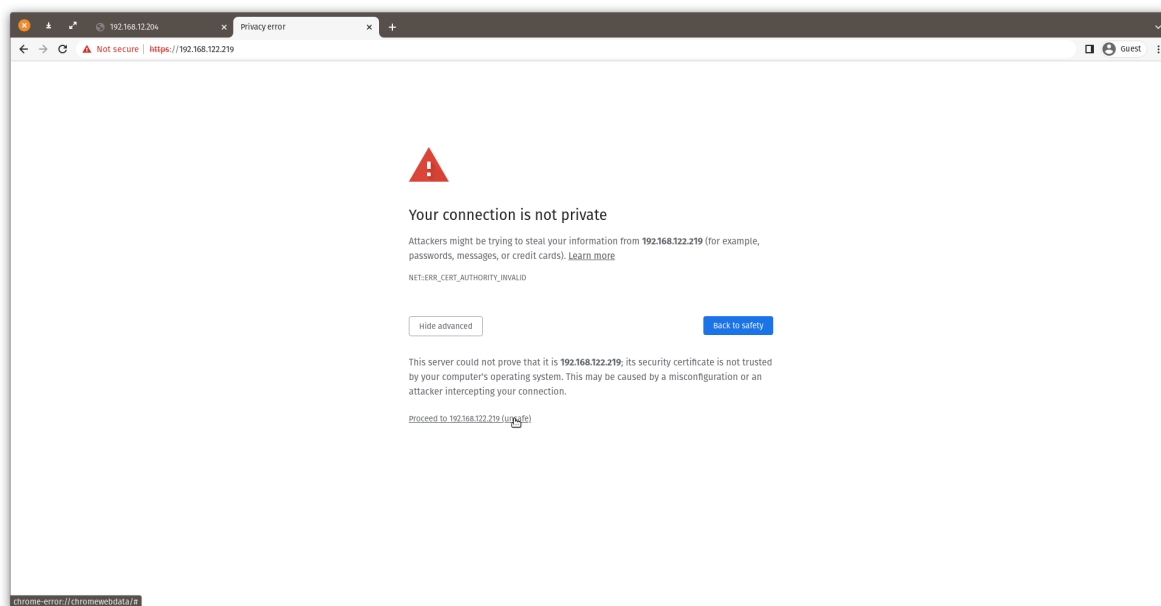 192.168.12.204
Privacy error
Not secure
https://192.168.122.219
Guest
Your connection is not private
Attackers might be trying to steal your information from 192.168.122.219 (for example,
passwords, messages, or credit cards). Learn more
NET::ERR_CERT_AUTHORITY_INVALID
Hide advanced
Back to safety
This server could not prove that it is 192.168.122.219; its security certificate is not trusted
by your computer's operating system. This may be caused by a misconfiguration or an
attacker intercepting your connection.
Proceed to 192.168.122.219 (unsafe)
chrome-error://chromewebdata/#